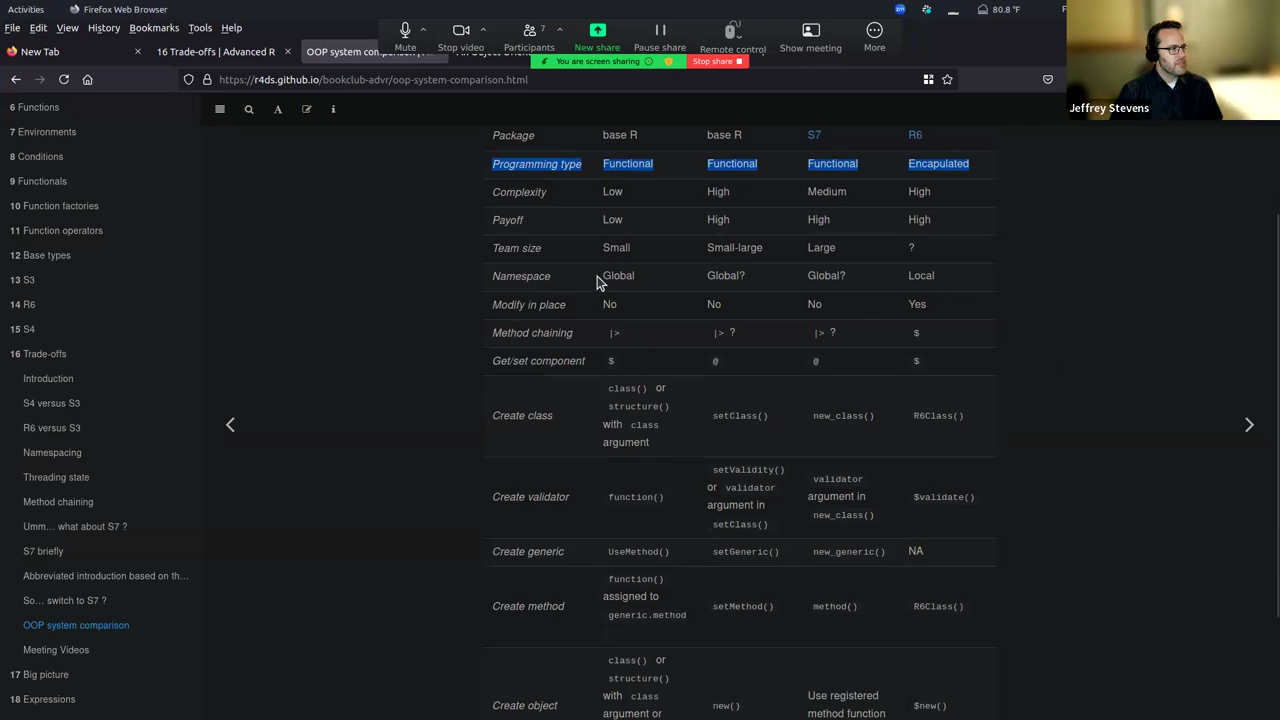 Activities
Firefox Web Browser
zm
80.8 °F
File Edit View History Bookmarks Tools Help
New Tab
16 Trade-offs | Advanced R
OOP system comparison |
Mute
Stop video
7
Participants
New share
Pause share
Remote control
Show meeting
More
You are screen sharing
Stop share
https://r4ds.github.io/bookclub-advr/oop-system-comparison.html
Jeffrey Stevens
A
i
6 Functions
7 Environments
8 Conditions
9 Functionals
10 Function factories
11 Function operators
12 Base types
13 S3
14 R6
15 S4
16 Trade-offs
Introduction
S4 versus S3
R6 versus S3
Namespacing
Threading state
Method chaining
Umm… what about S7 ?
S7 briefly
Abbreviated introduction based on th…
So… switch to S7 ?
OOP system comparison
Meeting Videos
17 Big picture
18 Expressions
Package base R base R S7 R6
Programming type Functional Functional Functional Encapulated
Complexity Low High Medium High
Payoff Low High High High
Team size Small Small-large Large ?
Namespace Global Global? Global? Local
Modify in place No No No Yes
Method chaining |> |> ? |> ? $
Get/set component $ @ @ $
Create class
class() or
structure()
with class
argument
setClass()
new_class()
R6Class()
Create validator
function()
setValidity()
or validator
argument in
setClass()
validator
argument in
new_class()
$validate()
Create generic UseMethod() setGeneric() new_generic() NA
Create method
function()
assigned to
generic.method
setMethod()
method()
R6Class()
Create object
class() or
structure()
with class
argument or
new()
Use registered
method function
$new()